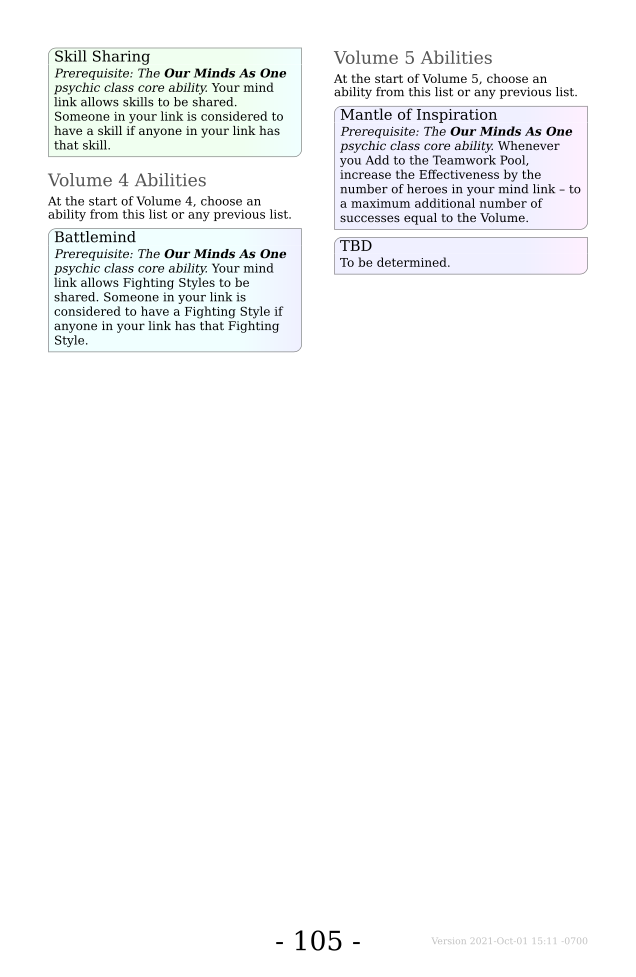 Skill Sharing
Prerequisite: The Our Minds As One
psychic class core ability. Your mind
link allows skills to be shared.
Someone in your link is considered to
have a skill if anyone in your link has
that skill.
Volume 4 Abilities
At the start of Volume 4, choose an
ability from this list or any previous list.
Battlemind
Prerequisite: The Our Minds As One
psychic class core ability. Your mind
link allows Fighting Styles to be
shared. Someone in your link is
considered to have a Fighting Style if
anyone in your link has that Fighting
Style.
Volume 5 Abilities
At the start of Volume 5, choose an
ability from this list or any previous list.
Mantle of Inspiration
Prerequisite: The Our Minds As One
psychic class core ability. Whenever
you Add to the Teamwork Pool,
increase the Effectiveness by the
number of heroes in your mind link – to
a maximum additional number of
successes equal to the Volume.
TBD
To be determined.
- 105 -
Version 2021-Oct-01 15:11 -0700